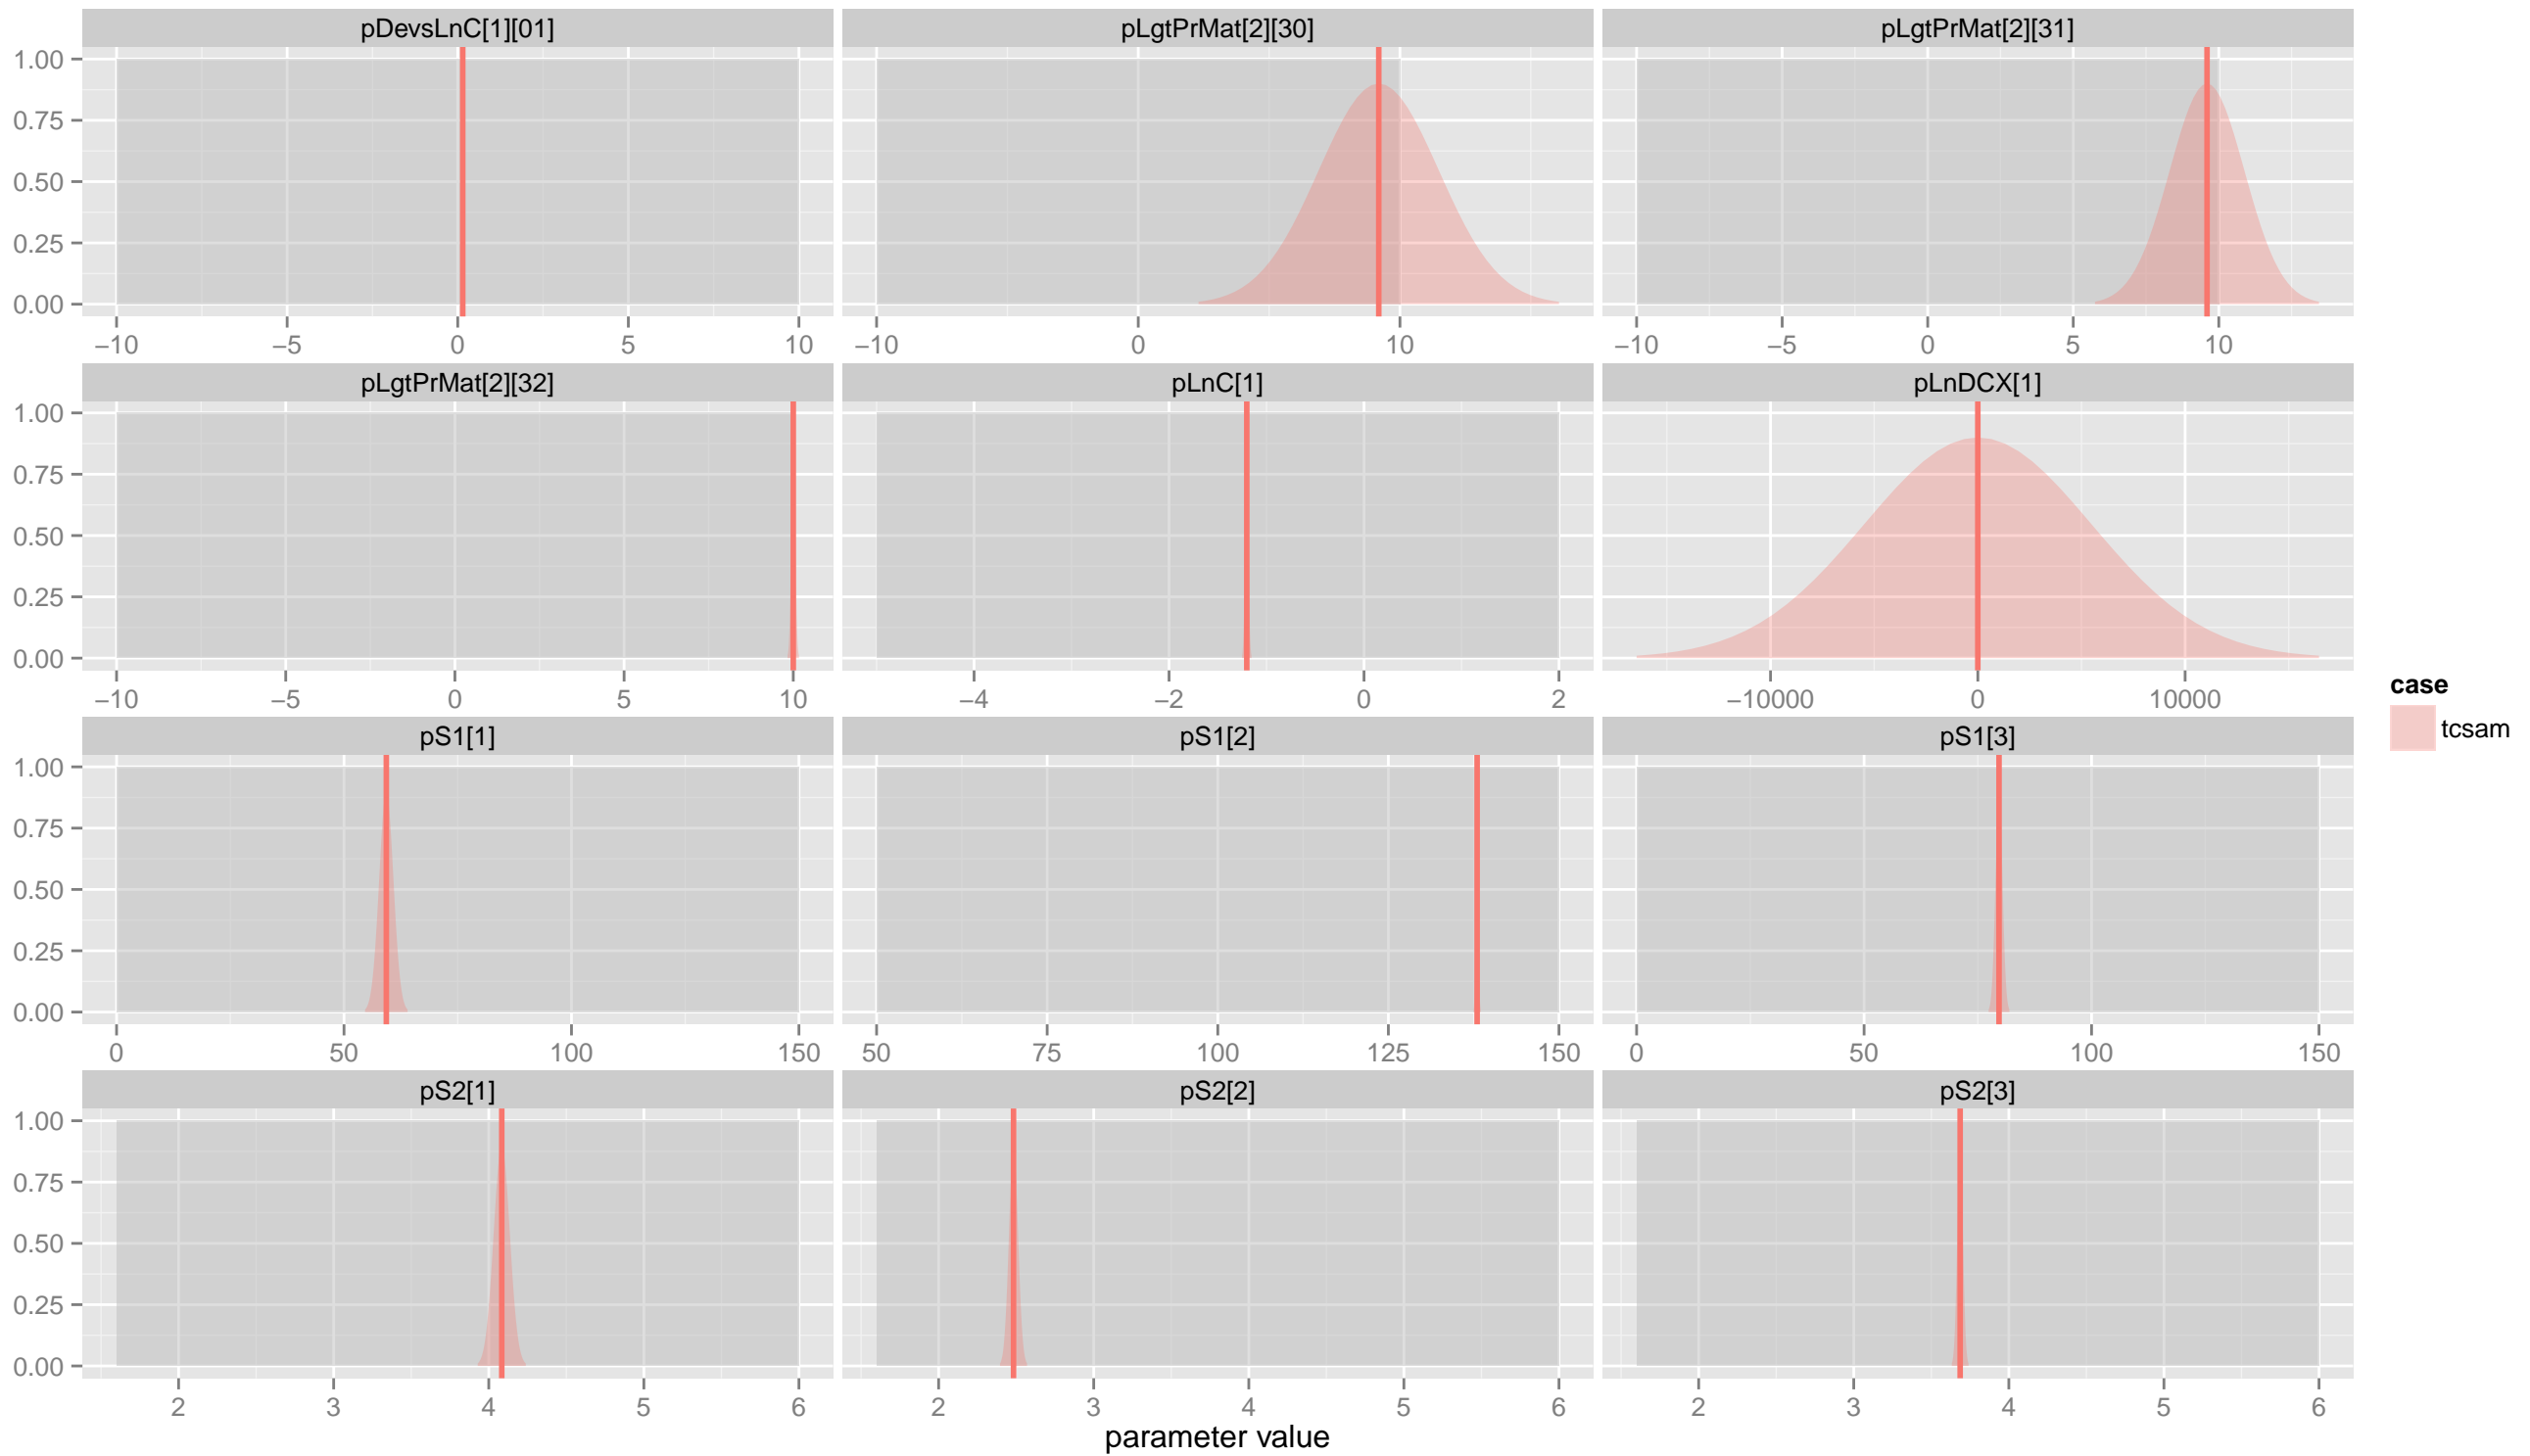 pDevsLnC[1][01] pLgtPrMat[2][30] pLgtPrMat[2][31]
1.00
0.75
0.50
0.25
0.00
−10 −5 0 5 10 −10 0 10 −10 −5 0 5 10
pLgtPrMat[2][32] pLnC[1] pLnDCX[1]
1.00
0.75
0.50
0.25
0.00
−10 −5 0 5 10 −4 −2 0 2 −10000 0 10000
case
tcsam
pS1[1] pS1[2] pS1[3]
1.00
0.75
0.50
0.25
0.00
0 50 100 150 50 75 100 125 150 0 50 100 150
pS2[1] pS2[2] pS2[3]
1.00
0.75
0.50
0.25
0.00
2 3 4 5 6 2 3 4 5 6 2 3 4 5 6
parameter value